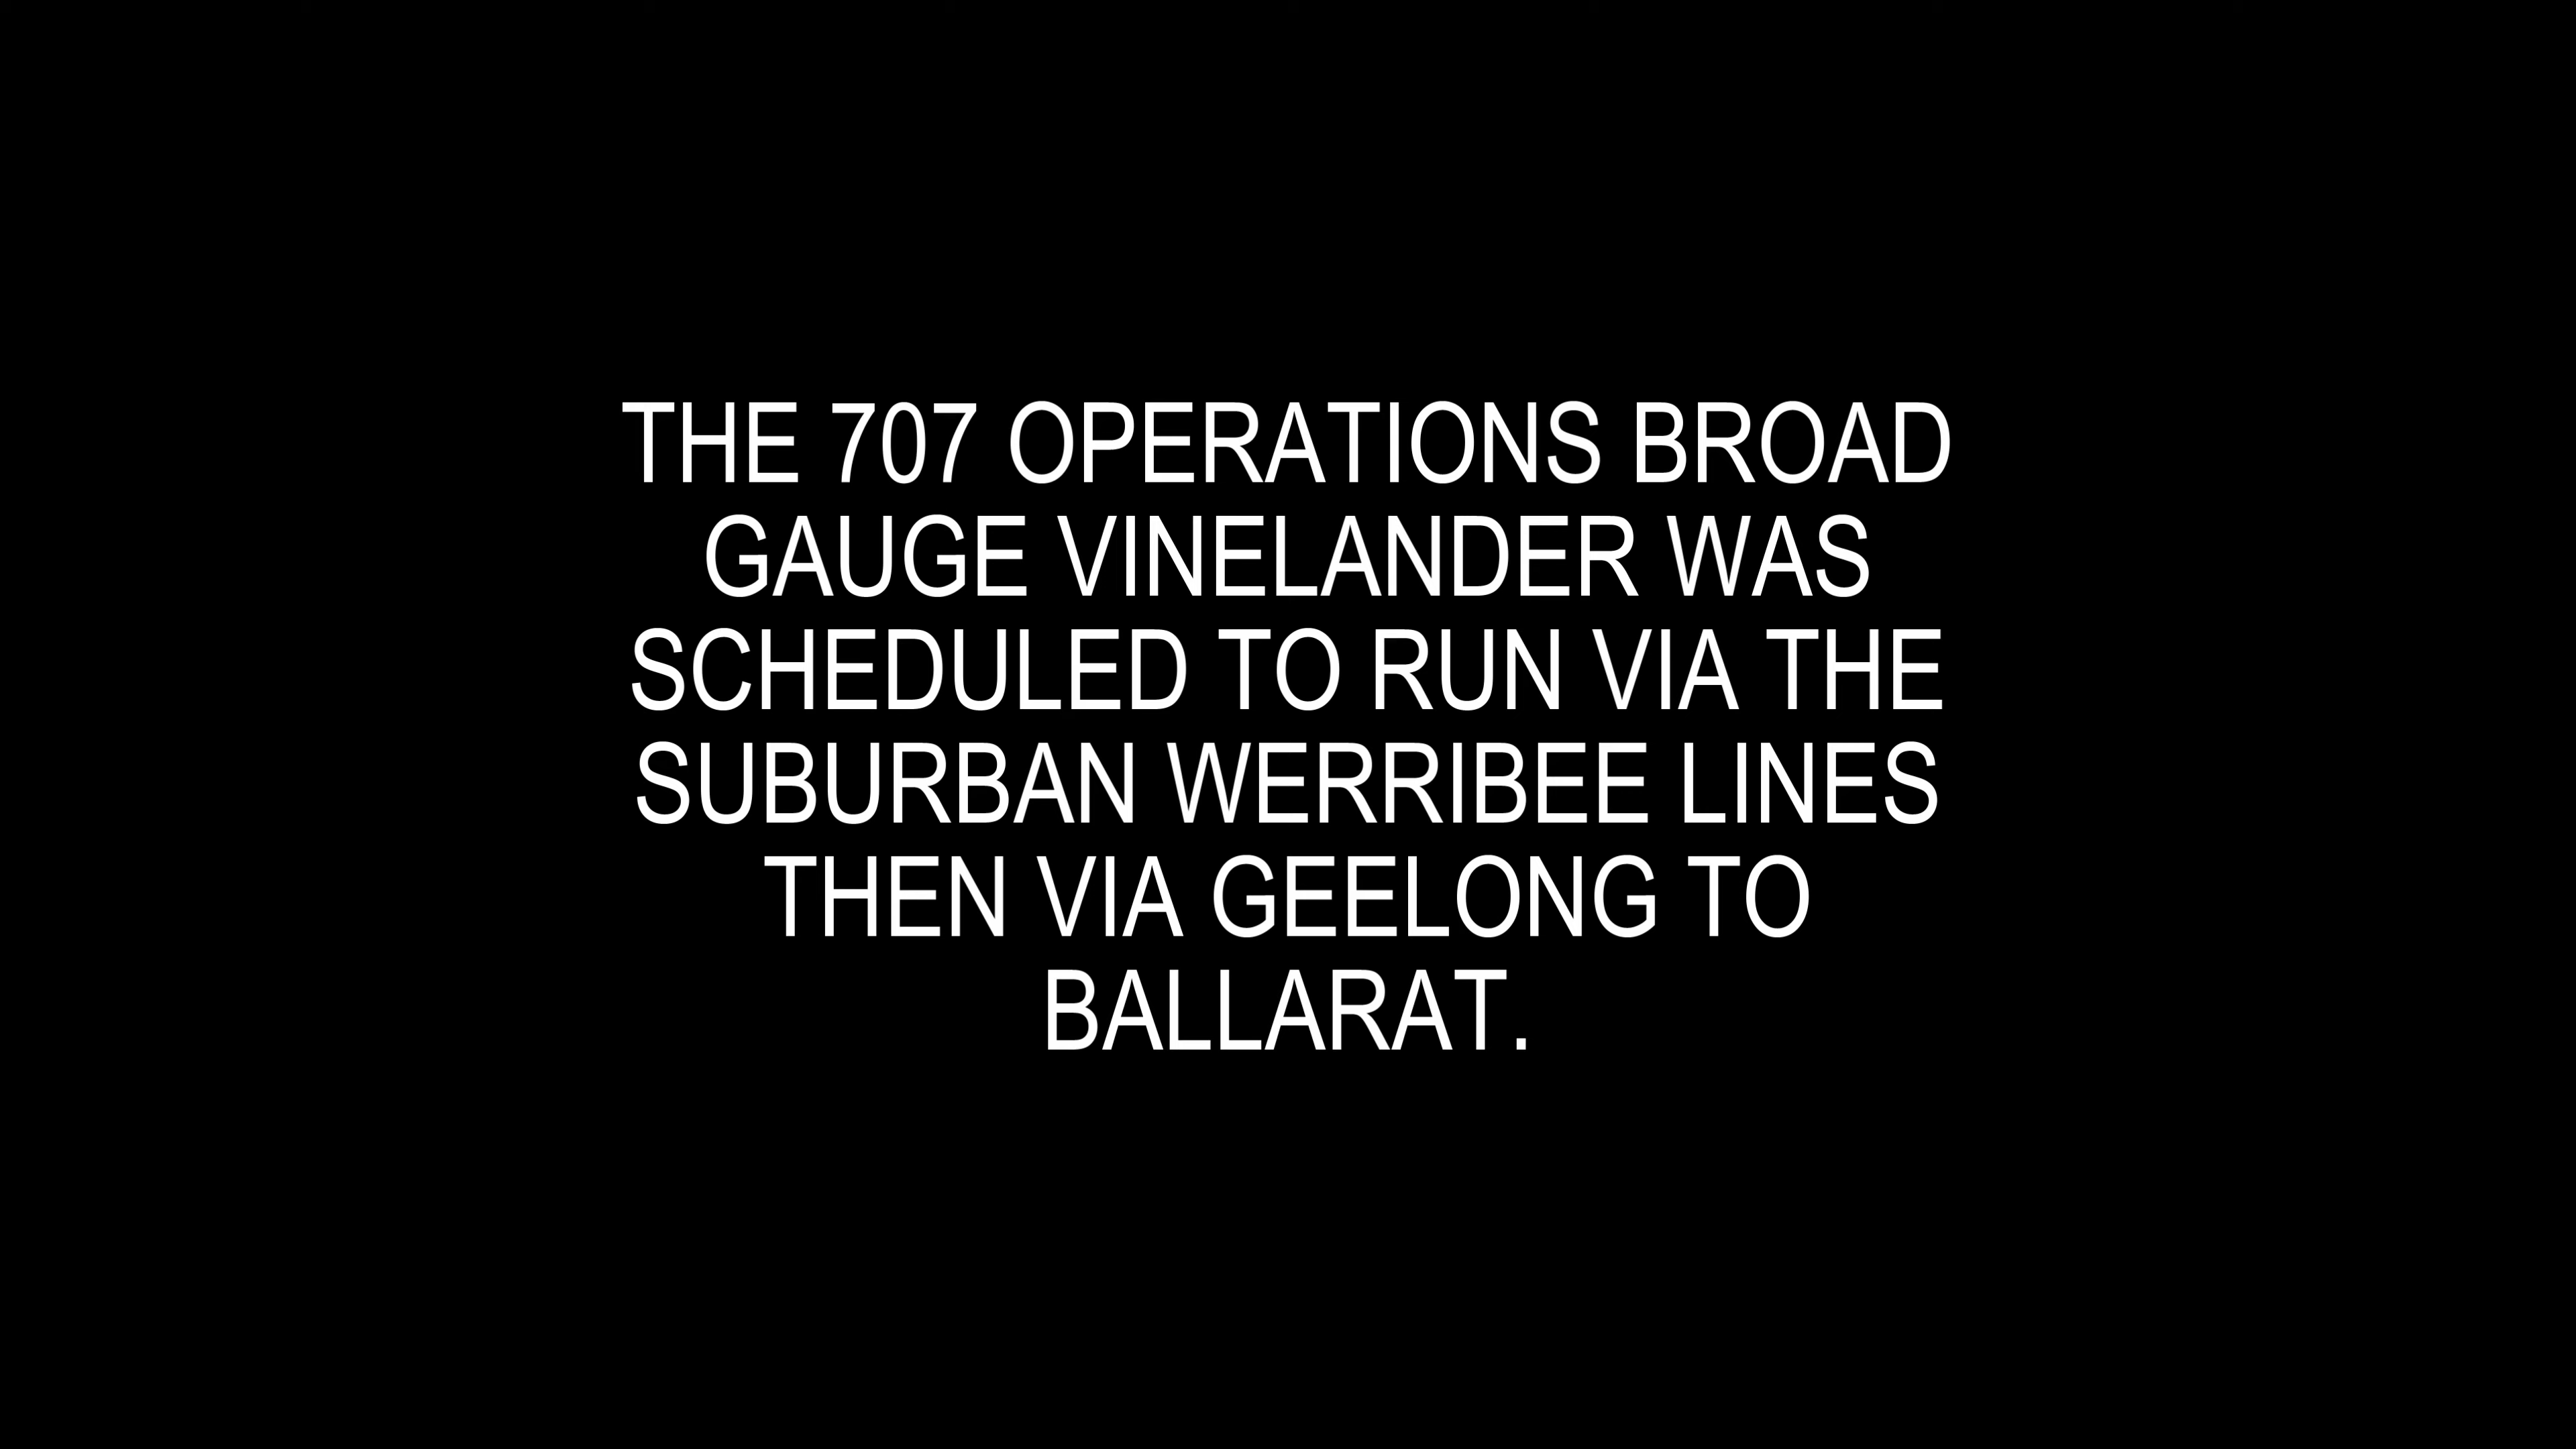 THE 707 OPERATIONS BROAD
GAUGE VINELANDER WAS
SCHEDULED TO RUN VIA THE
SUBURBAN WERRIBEE LINES
THEN VIA GEELONG TO
BALLARAT.